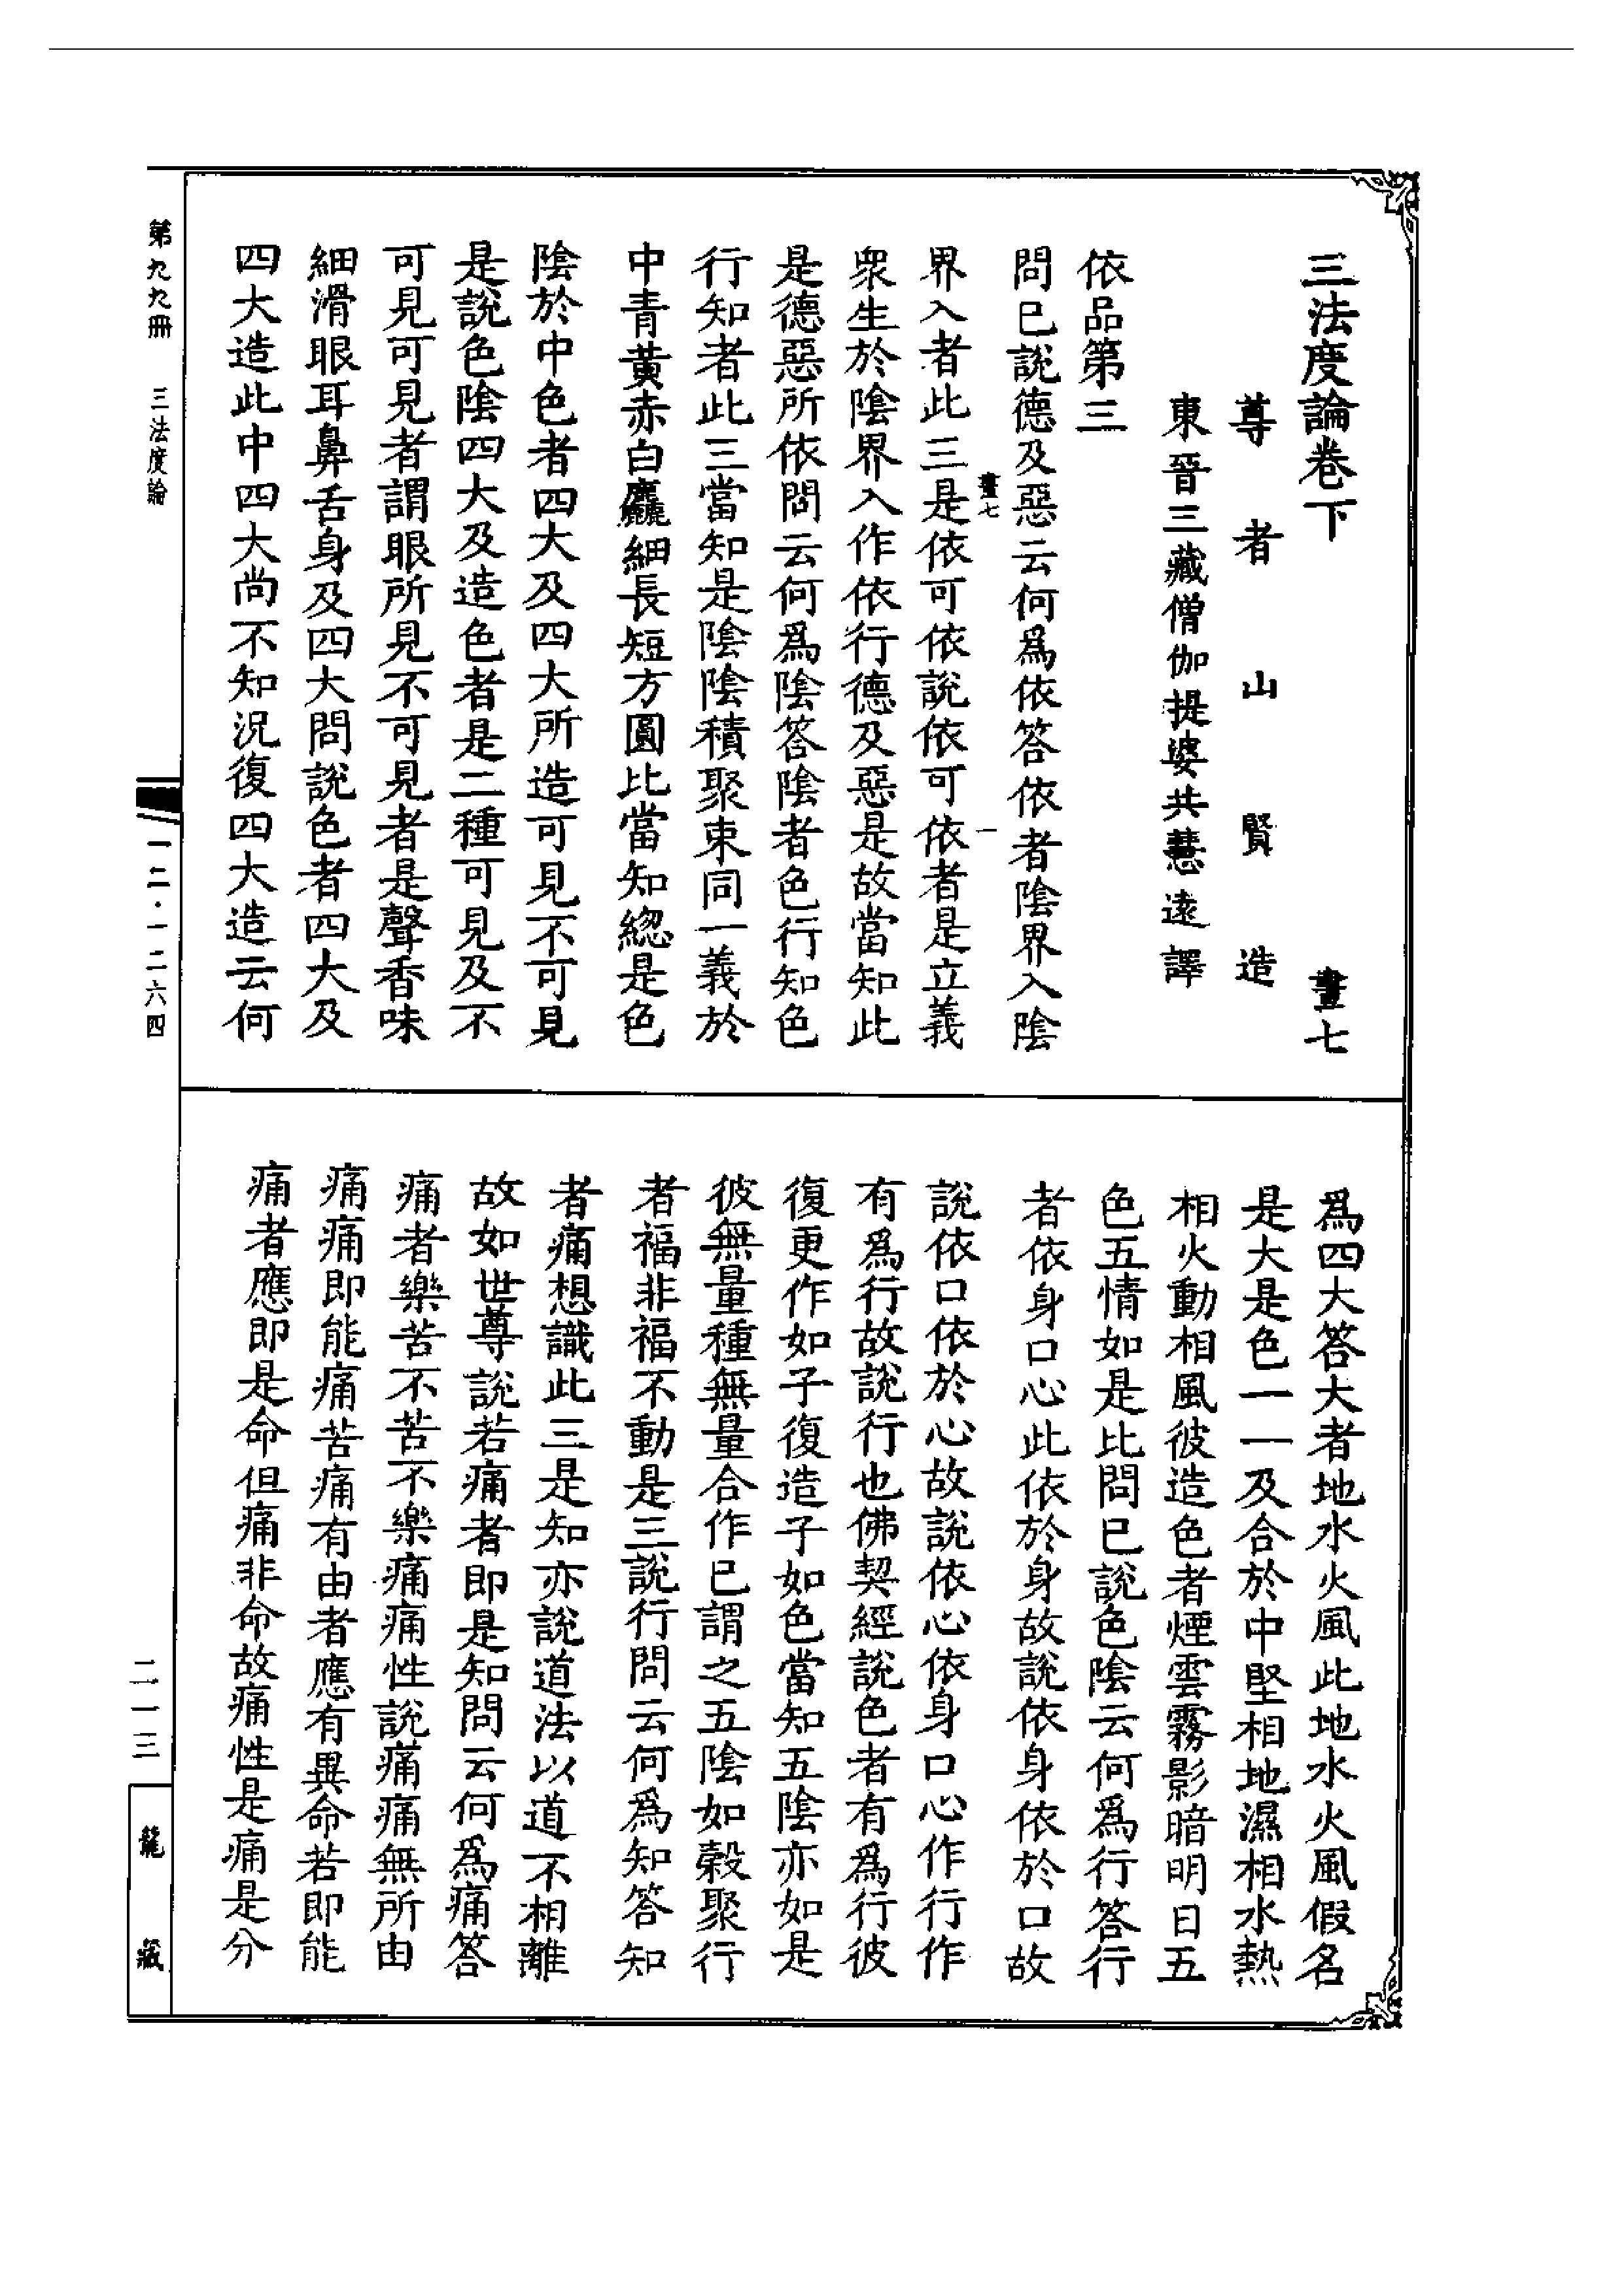 三法度論卷下　晝七
尊者山賢造
東晉三藏僧伽提婆共慧遠譯
依品第三
問已說德及惡云何爲依答依者陰界入陰
界入者此三是依可依說依可依者是立義
晝七　一
衆生於陰界入作依行德及惡是故當知此
是德惡所依問云何爲陰答陰者色行知色
行知者此三當知是陰陰積聚束同一義於
中青黃赤白麤細長短方圓比當知總是色
陰於中色者四大及四大所造可見不可見
是說色陰四大及造色者是二種可見及不
可見可見者謂眼所見不可見者是聲香味
細滑眼耳鼻舌身及四大問說色者四大及
四大造此中四大尚不知況復四大造云何
爲四大答大者地水火風此地水火風假名
是大是色一一及合於中堅相地濕相水熱
相火動相風彼造色者煙雲霧影暗明日五
色五情如是比問已說色陰云何爲行答行
者依身口心此依於身故說依身依於口故
說依口依於心故說依心依身口心作行作
有爲行故說行也佛契經說色者有爲行彼
復更作如子復造子如色當知五陰亦如是
彼無量種無量合作已謂之五陰如穀聚行
者福非福不動是三說行問云何爲知答知
者痛想識此三是知亦說道法以道不相離
故如世尊說若痛者即是知問云何爲痛答
痛者樂苦不苦不樂痛痛性說痛痛無所由
痛痛即能痛苦痛有由者應有異命若即能
痛者應即是命但痛非命故痛性是痛是分
第九九冊　三法度論
一二·一二六四
二一三
龍藏